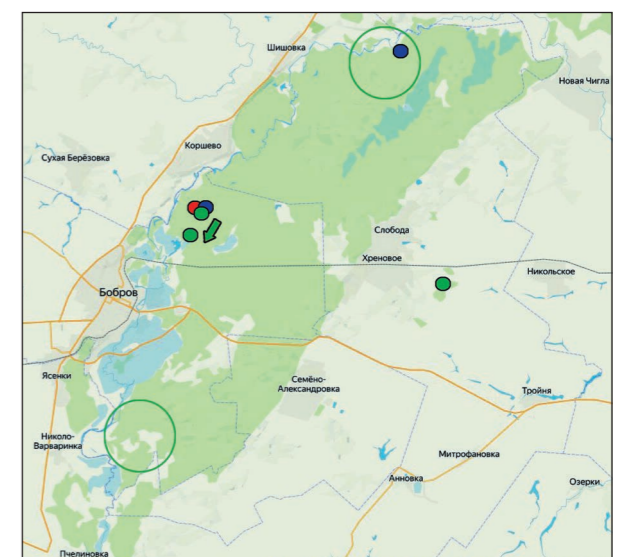 Шишовка
Новая Чигла
Коршево
Сухая Берёзовка
Слобода
Хреновое
Никольское
Бобров
Ясенки
Семёно-
Александровка
Тройня
Николо-
Варваринка
Митрофановка
Анновка
Озерки
Пчелиновка